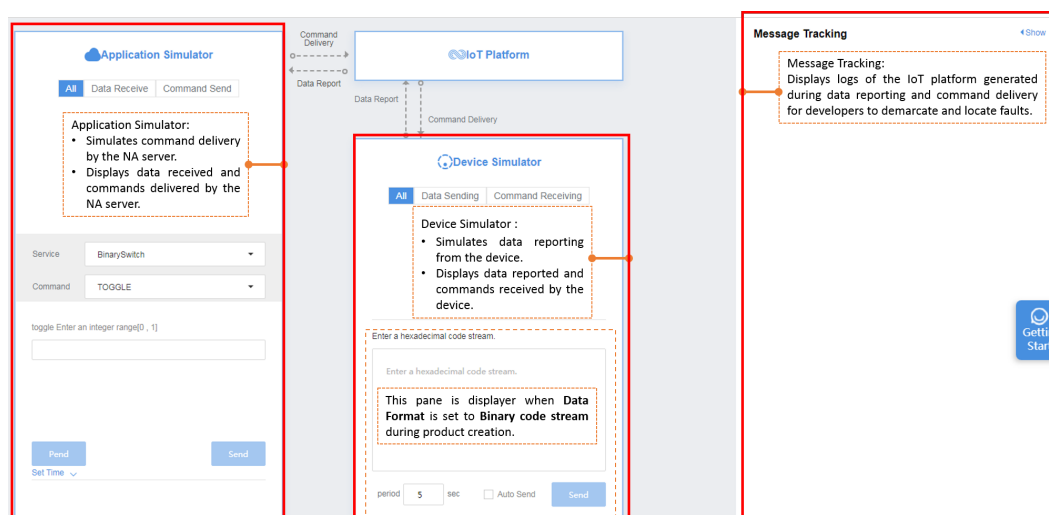 Application Simulator
All Data Receive Command Send
Application Simulator:
• Simulates command delivery
by the NA server.
• Displays data received and
commands delivered by the
NA server.
Service BinarySwitch
Command TOGGLE
toggle Enter an integer range[0 , 1]
Pend Send
Set Time
Command
Delivery
Data Report
IoT Platform
Data Report
Command Delivery
Device Simulator
All Data Sending Command Receiving
Device Simulator :
• Simulates data reporting
from the device.
• Displays data reported and
commands received by the
device.
Enter a hexadecimal code stream.
Enter a hexadecimal code stream.
This pane is displayer when Data
Format is set to Binary code stream
during product creation.
period 5 sec Auto Send Send
Message Tracking Show
Message Tracking:
Displays logs of the IoT platform generated
during data reporting and command delivery
for developers to demarcate and locate faults.